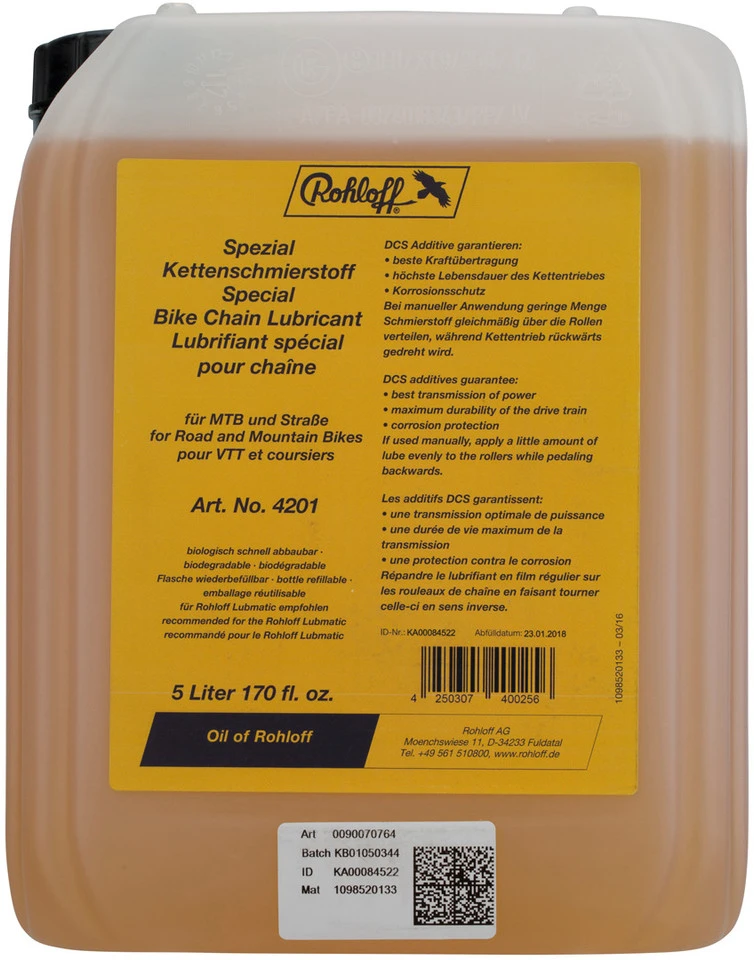 Rohloff®
Spezial
Kettenschmierstoff
Special
Bike Chain Lubricant
Lubrifiant spécial
pour chaîne
für MTB und Straße
for Road and Mountain Bikes
pour VTT et coursiers
Art. No. 4201
biologisch schnell abbaubar ·
biodegradable · biodégradable
Flasche wiederbefüllbar · bottle refillable ·
emballage réutilisable
für Rohloff Lubmatic empfohlen
recommended for the Rohloff Lubmatic
recommandé pour le Rohloff Lubmatic
5 Liter 170 fl. oz.
DCS Additive garantieren:
• beste Kraftübertragung
• höchste Lebensdauer des Kettentriebes
• Korrosionsschutz
Bei manueller Anwendung geringe Menge
Schmierstoff gleichmäßig über die Rollen
verteilen, während Kettentrieb rückwärts
gedreht wird.
DCS additives guarantee:
• best transmission of power
• maximum durability of the drive train
• corrosion protection
If used manually, apply a little amount of
lube evenly to the rollers while pedaling
backwards.
Les additifs DCS garantissent:
• une transmission optimale de puissance
• une durée de vie maximum de la
transmission
• une protection contre le corrosion
Répandre le lubrifiant en film régulier sur
les rouleaux de chaîne en faisant tourner
celle-ci en sens inverse.
ID-Nr.: KA00084522 Abfülldatum: 23.01.2018
4 250307 400256
1098520133 – 03/16
Oil of Rohloff
Rohloff AG
Moenchswiese 11, D-34233 Fuldatal
Tel. +49 561 510800, www.rohloff.de
Art 0090070764
Batch KB01050344
ID KA00084522
Mat 1098520133